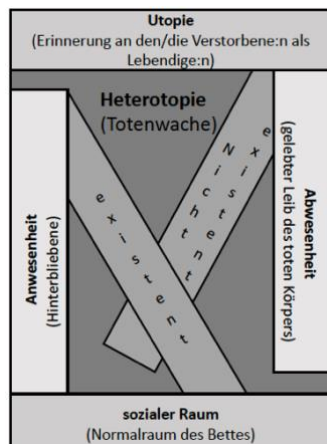 Utopie
(Erinnerung an den/die Verstorbene:n als
Lebendige:n)
Heterotopie
(Totenwache)
Anwesenheit
(Hinterbliebene)
existent
Nicht existent
Abwesenheit
(gelebter Leib des toten Körpers)
sozialer Raum
(Normalraum des Bettes)